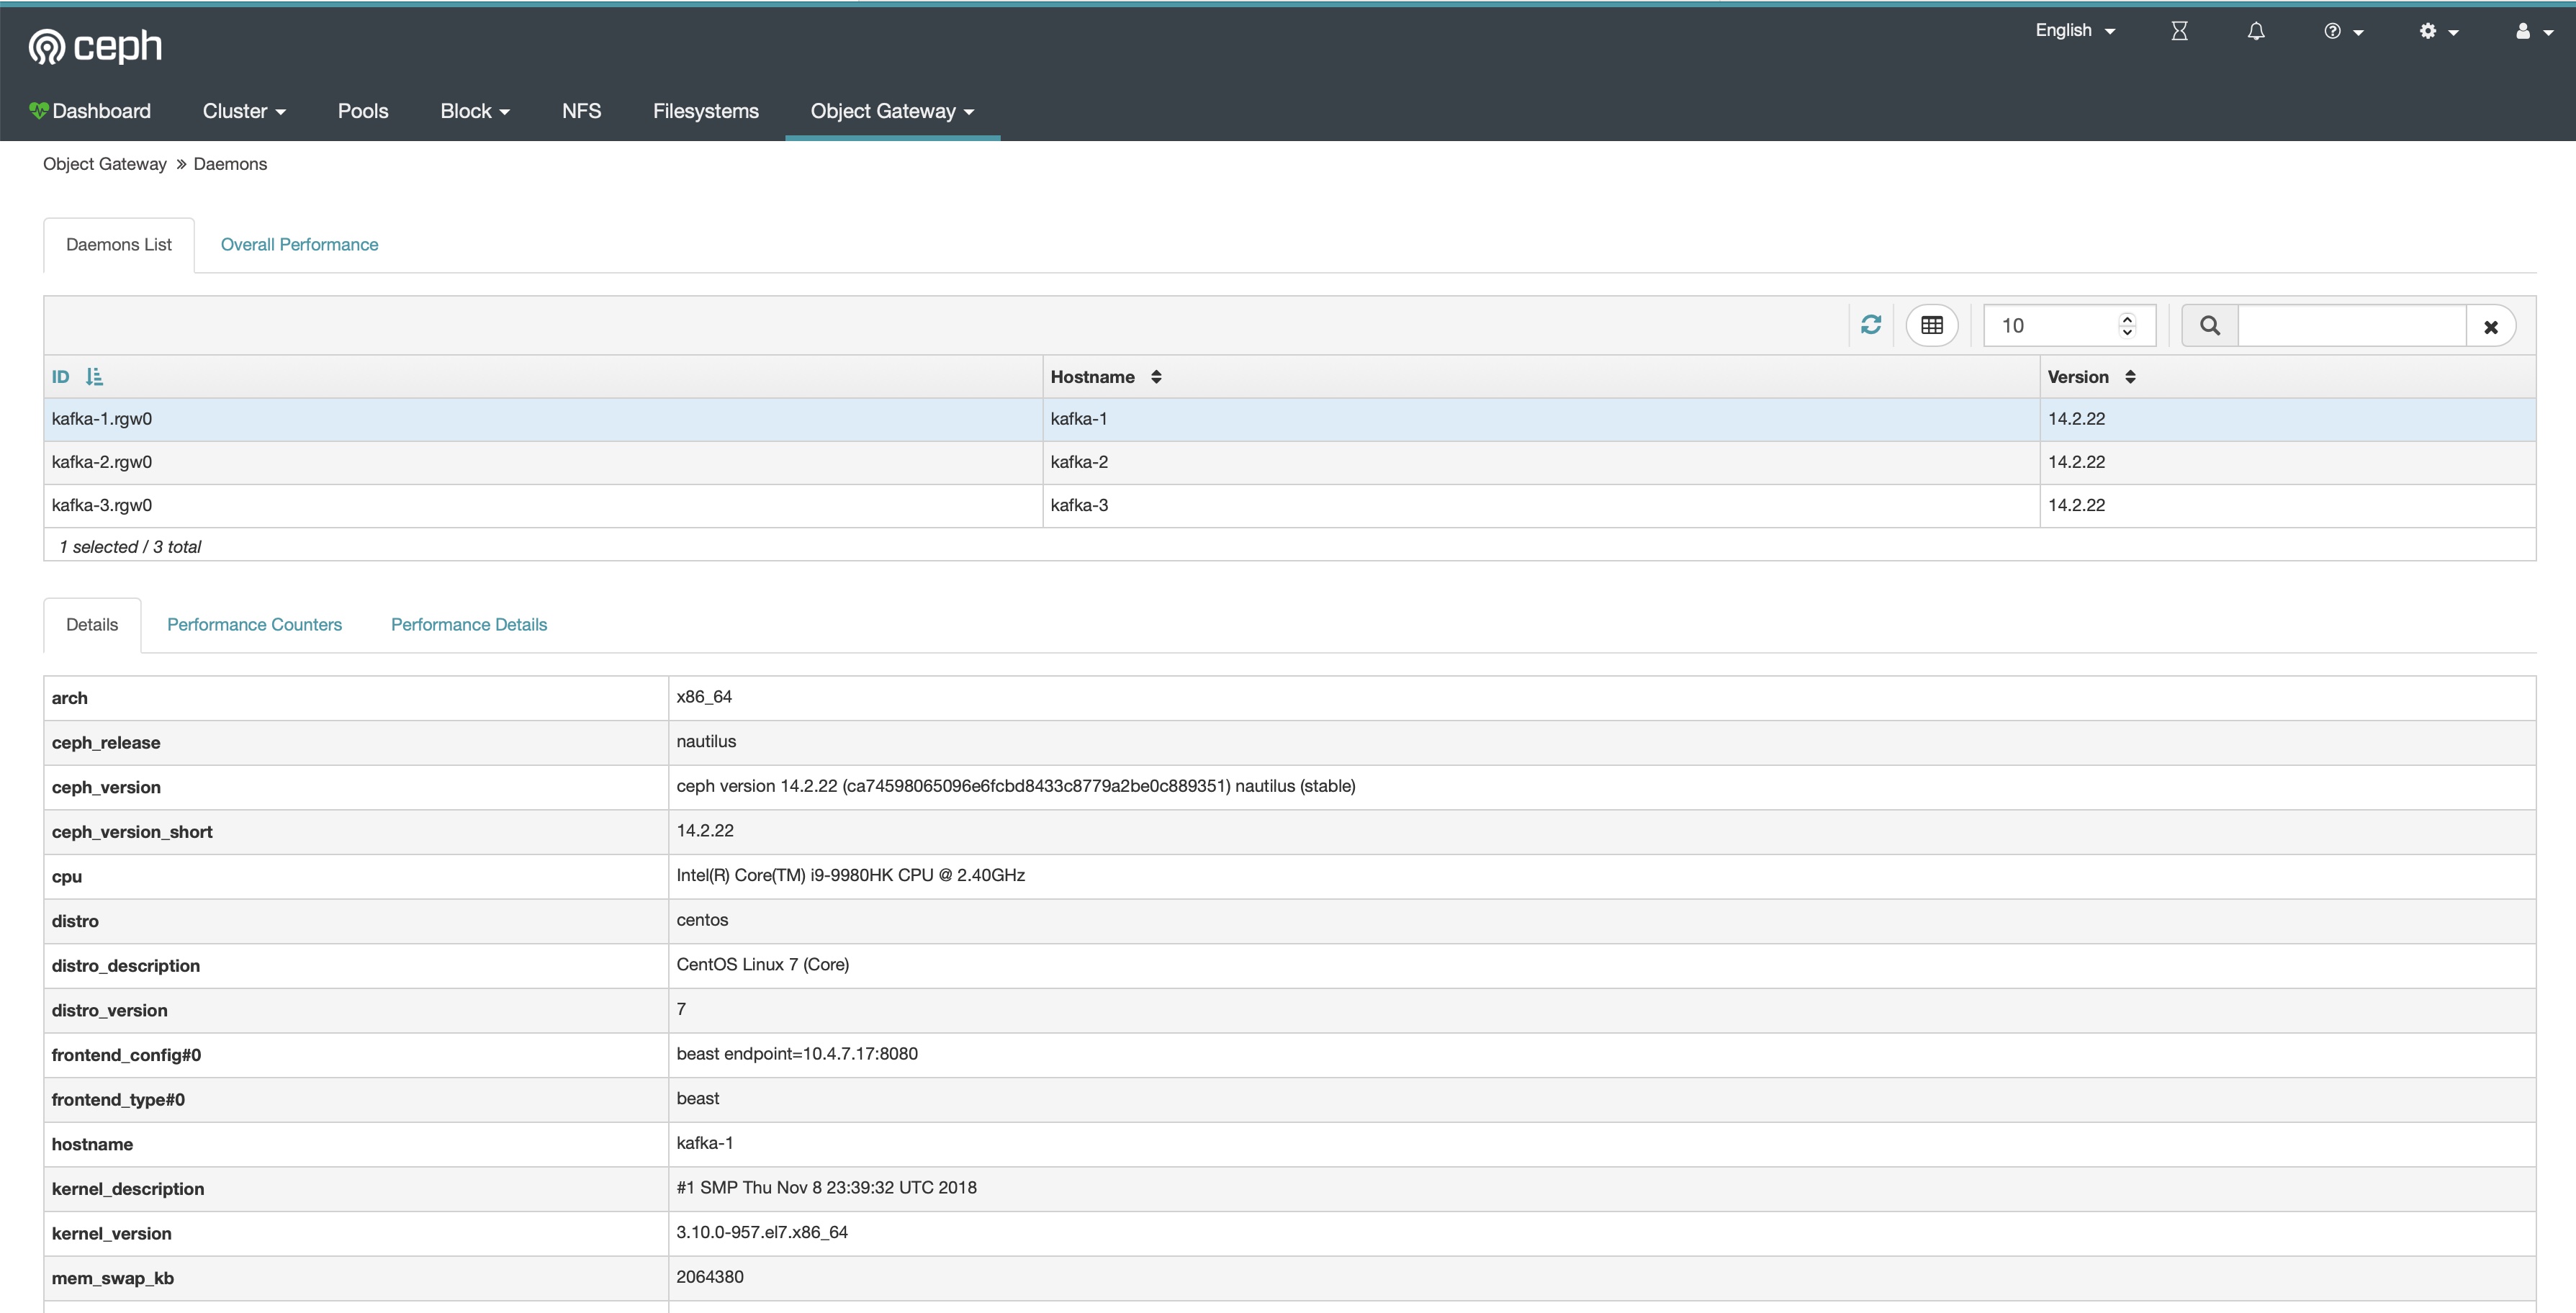 ceph
English
Dashboard Cluster Pools Block NFS Filesystems Object Gateway
Object Gateway » Daemons
Daemons List Overall Performance
10
ID Hostname Version
kafka-1.rgw0 kafka-1 14.2.22
kafka-2.rgw0 kafka-2 14.2.22
kafka-3.rgw0 kafka-3 14.2.22
1 selected / 3 total
Details Performance Counters Performance Details
arch x86_64
ceph_release nautilus
ceph_version ceph version 14.2.22 (ca74598065096e6fcbd8433c8779a2be0c889351) nautilus (stable)
ceph_version_short 14.2.22
cpu Intel(R) Core(TM) i9-9980HK CPU @ 2.40GHz
distro centos
distro_description CentOS Linux 7 (Core)
distro_version 7
frontend_config#0 beast endpoint=10.4.7.17:8080
frontend_type#0 beast
hostname kafka-1
kernel_description #1 SMP Thu Nov 8 23:39:32 UTC 2018
kernel_version 3.10.0-957.el7.x86_64
mem_swap_kb 2064380